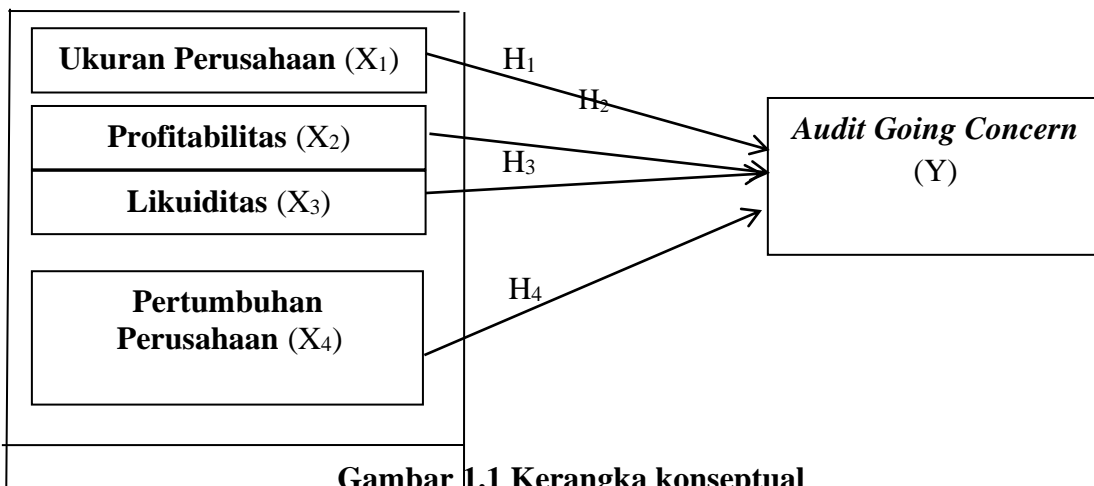 Ukuran Perusahaan (X₁)
H₁
H₂
Profitabilitas (X₂)
H₃
Likuiditas (X₃)
Audit Going Concern
(Y)
H₄
Pertumbuhan
Perusahaan (X₄)
Gambar 1.1 Kerangka konseptual